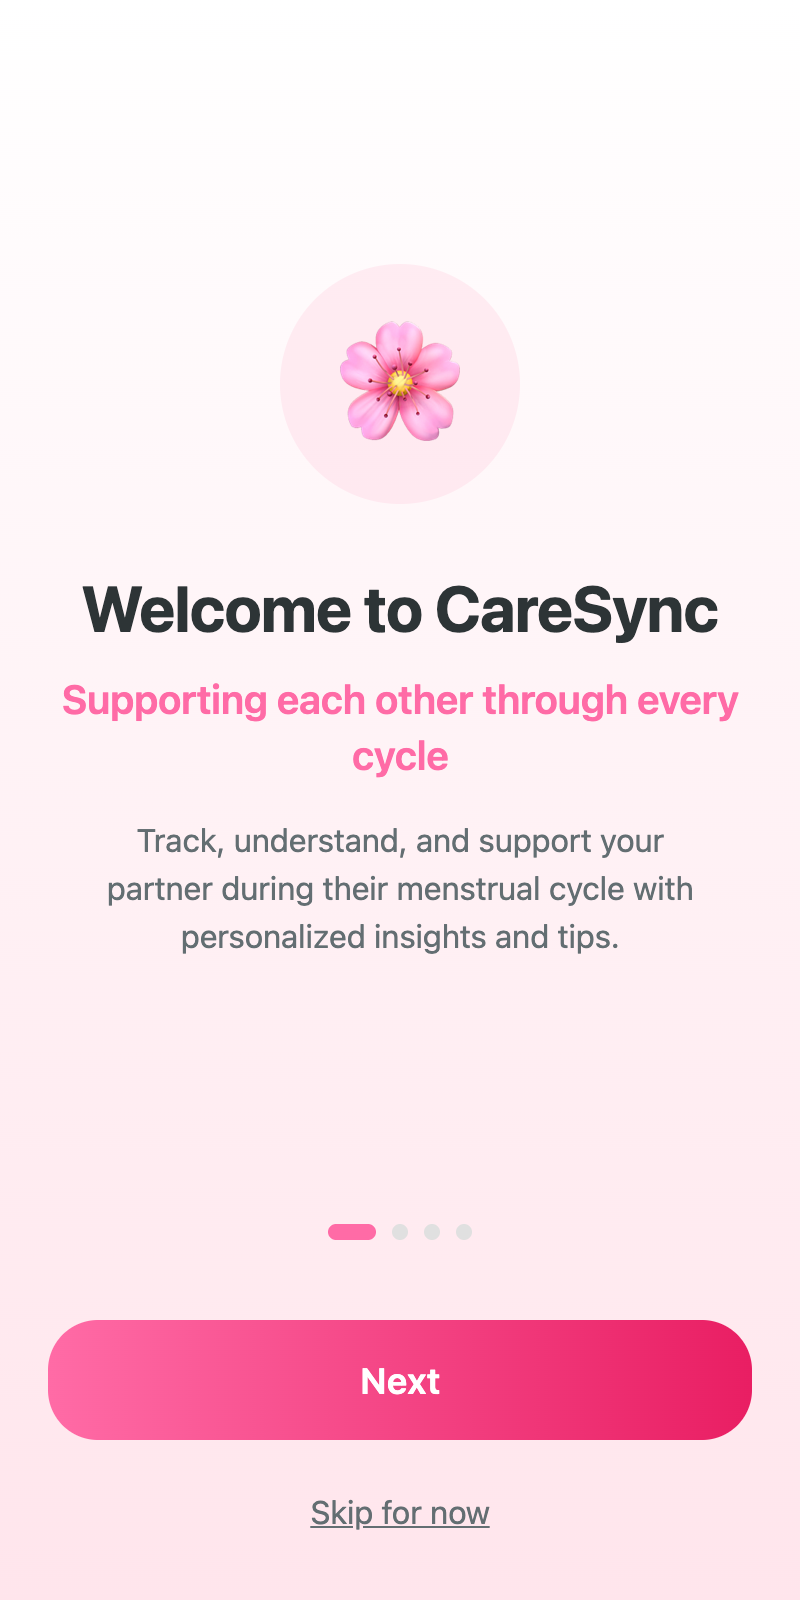 Welcome to CareSync
Supporting each other through every
cycle
Track, understand, and support your
partner during their menstrual cycle with
personalized insights and tips.
Next
Skip for now